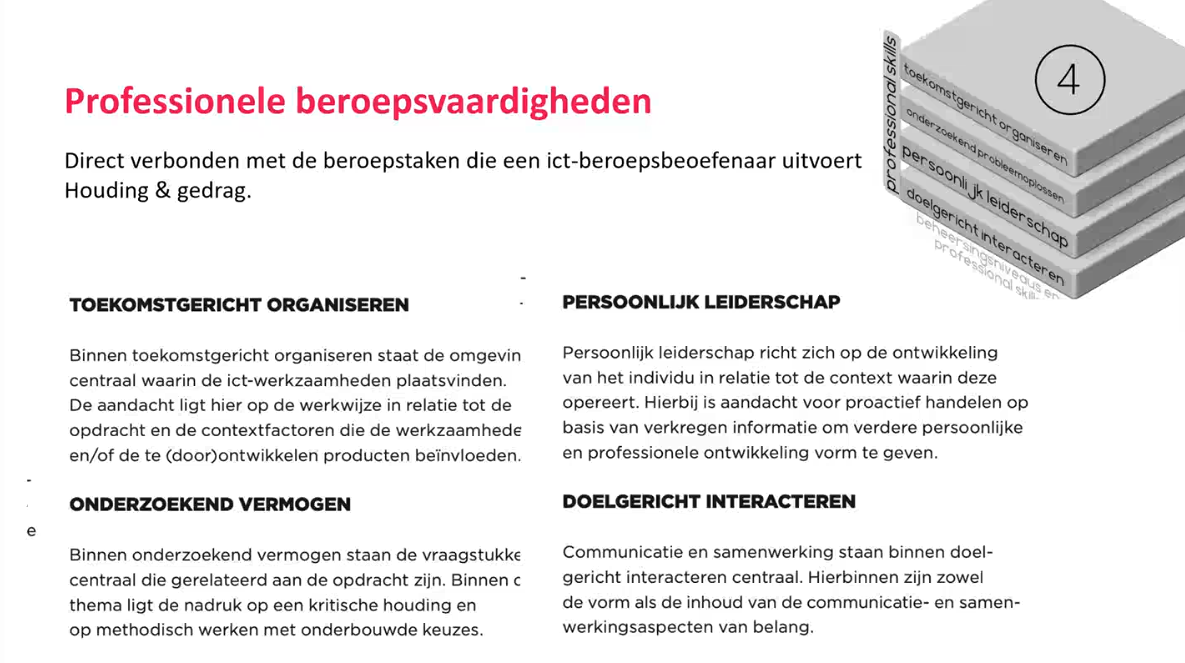 Professionele beroepsvaardigheden
Direct verbonden met de beroepstaken die een ict-beroepsbeoefenaar uitvoert
Houding & gedrag.
professional skills
4
toekomstgericht organiseren
onderzoekend probleemoplossen
persoonlijk leiderschap
doelgericht interacteren
beheersingsniveaus en
professional skil
TOEKOMSTGERICHT ORGANISEREN
Binnen toekomstgericht organiseren staat de omgevin
centraal waarin de ict-werkzaamheden plaatsvinden.
De aandacht ligt hier op de werkwijze in relatie tot de
opdracht en de contextfactoren die de werkzaamhede
en/of de te (door)ontwikkelen producten beïnvloeden.
ONDERZOEKEND VERMOGEN
e
Binnen onderzoekend vermogen staan de vraagstukke
centraal die gerelateerd aan de opdracht zijn. Binnen
thema ligt de nadruk op een kritische houding en
op methodisch werken met onderbouwde keuzes.
PERSOONLIJK LEIDERSCHAP
Persoonlijk leiderschap richt zich op de ontwikkeling
van het individu in relatie tot de context waarin deze
opereert. Hierbij is aandacht voor proactief handelen op
basis van verkregen informatie om verdere persoonlijke
en professionele ontwikkeling vorm te geven.
DOELGERICHT INTERACTEREN
Communicatie en samenwerking staan binnen doel-
gericht interacteren centraal. Hierbinnen zijn zowel
de vorm als de inhoud van de communicatie- en samen-
werkingsaspecten van belang.